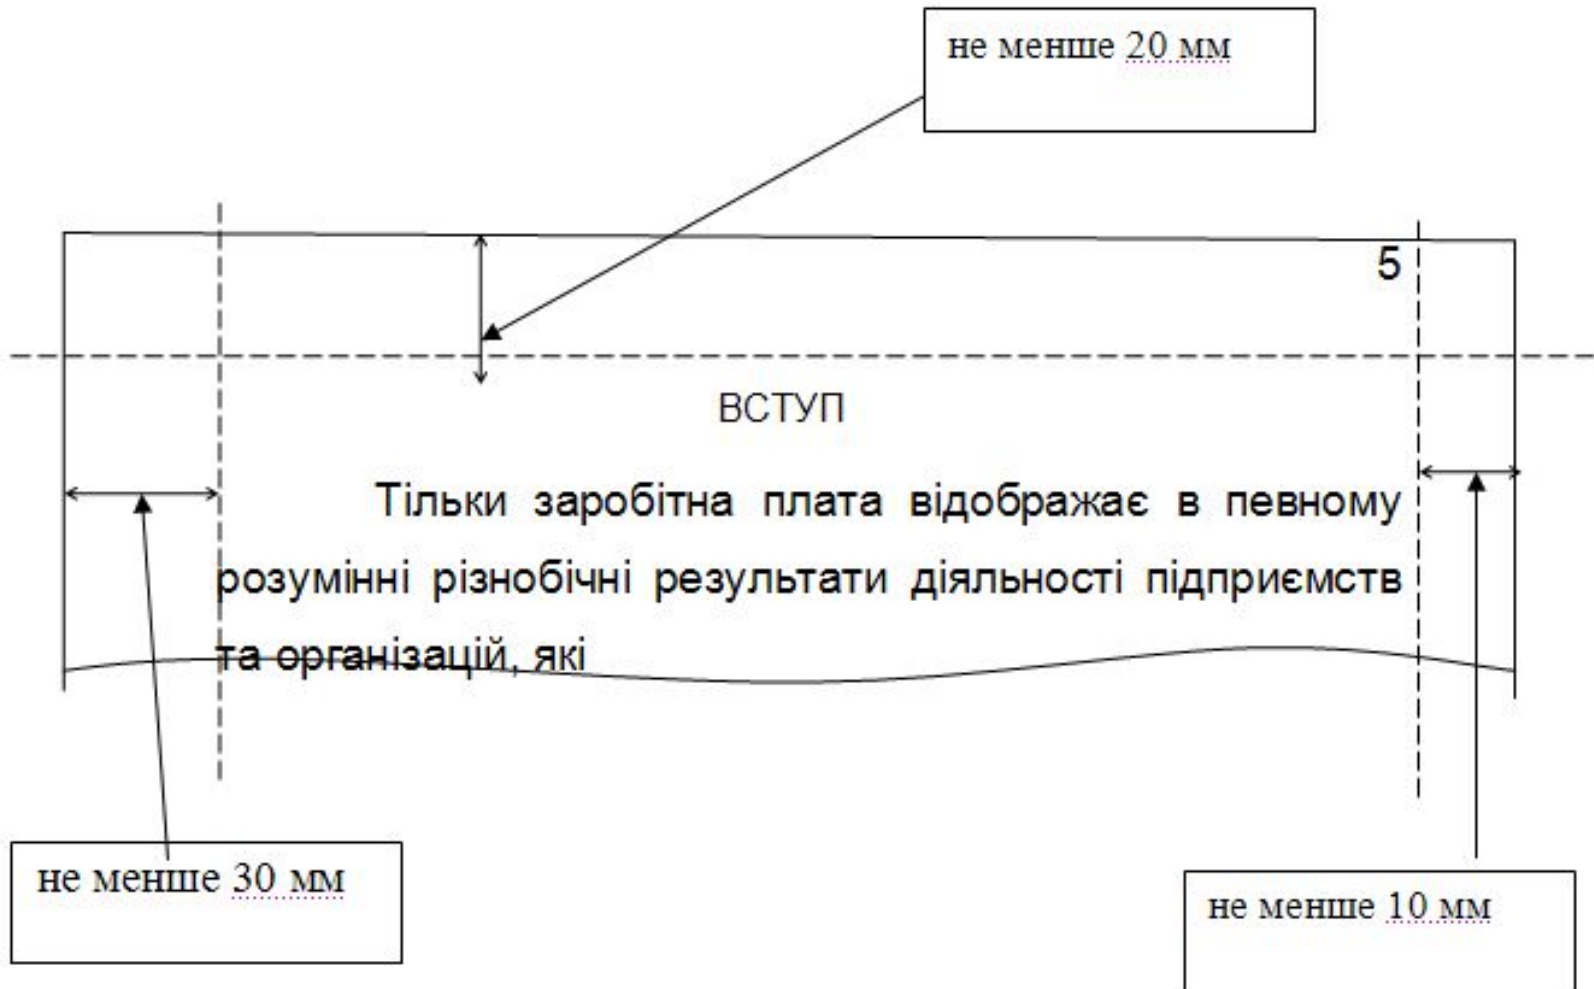 не менше 20 мм
5
ВСТУП
Тільки заробітна плата відображає в певному
розумінні різнобічні результати діяльності підприємств
та організацій, які
не менше 30 мм
не менше 10 мм